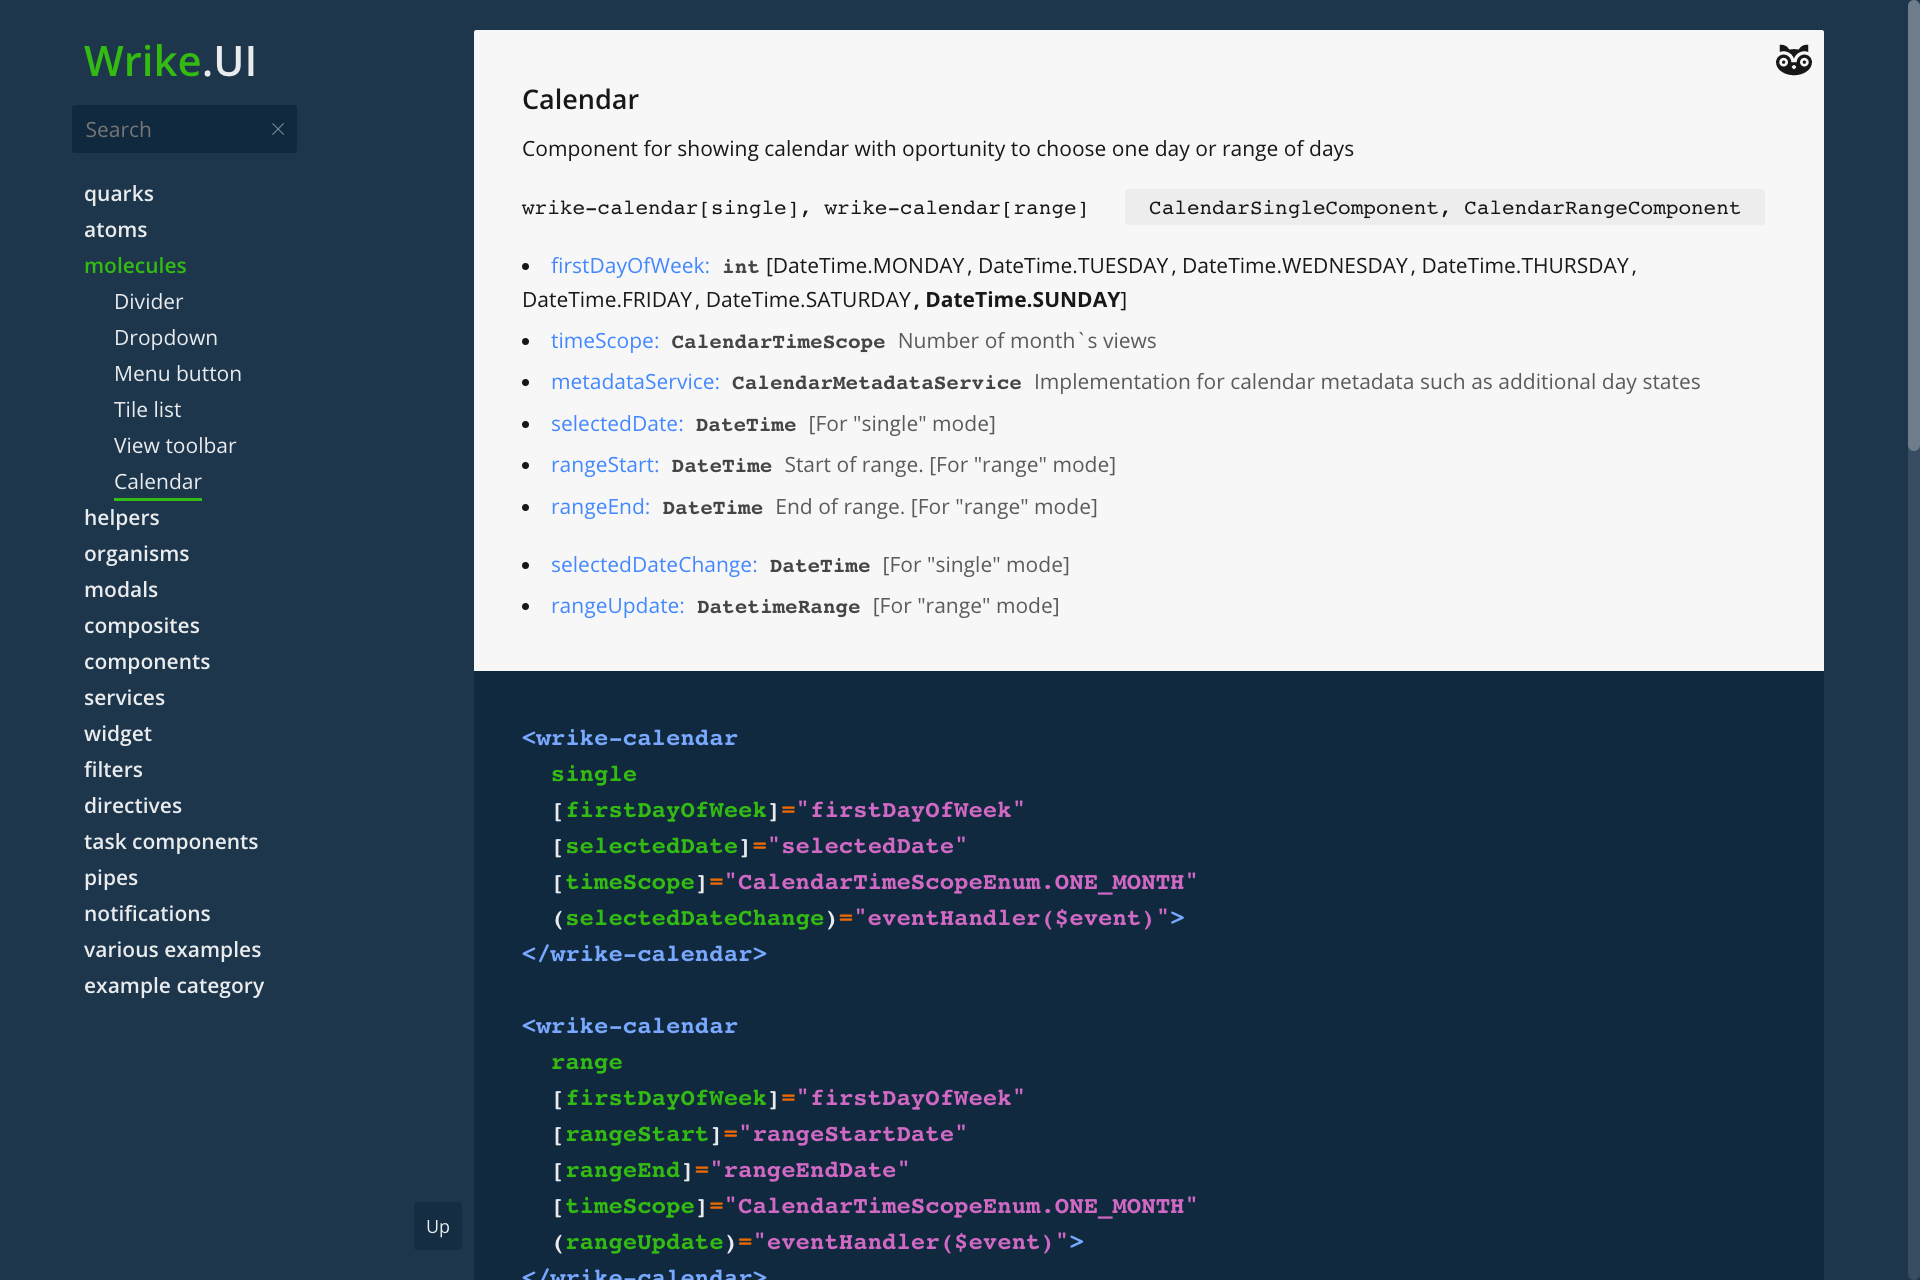 Wrike.UI
Search
quarks
atoms
molecules
Divider
Dropdown
Menu button
Tile list
View toolbar
Calendar
helpers
organisms
modals
composites
components
services
widget
filters
directives
task components
pipes
notifications
various examples
example category
Up
Calendar
Component for showing calendar with oportunity to choose one day or range of days
wrike-calendar[single], wrike-calendar[range] CalendarSingleComponent, CalendarRangeComponent
• firstDayOfWeek: int [DateTime.MONDAY, DateTime.TUESDAY, DateTime.WEDNESDAY, DateTime.THURSDAY,
DateTime.FRIDAY, DateTime.SATURDAY, DateTime.SUNDAY]
• timeScope: CalendarTimeScope Number of month`s views
• metadataService: CalendarMetadataService Implementation for calendar metadata such as additional day states
• selectedDate: DateTime [For "single" mode]
• rangeStart: DateTime Start of range. [For "range" mode]
• rangeEnd: DateTime End of range. [For "range" mode]
• selectedDateChange: DateTime [For "single" mode]
• rangeUpdate: DatetimeRange [For "range" mode]
<wrike-calendar
single
[firstDayOfWeek]="firstDayOfWeek"
[selectedDate]="selectedDate"
[timeScope]="CalendarTimeScopeEnum.ONE_MONTH"
(selectedDateChange)="eventHandler($event)">
</wrike-calendar>
<wrike-calendar
range
[firstDayOfWeek]="firstDayOfWeek"
[rangeStart]="rangeStartDate"
[rangeEnd]="rangeEndDate"
[timeScope]="CalendarTimeScopeEnum.ONE_MONTH"
(rangeUpdate)="eventHandler($event)">
</wrike-calendar>